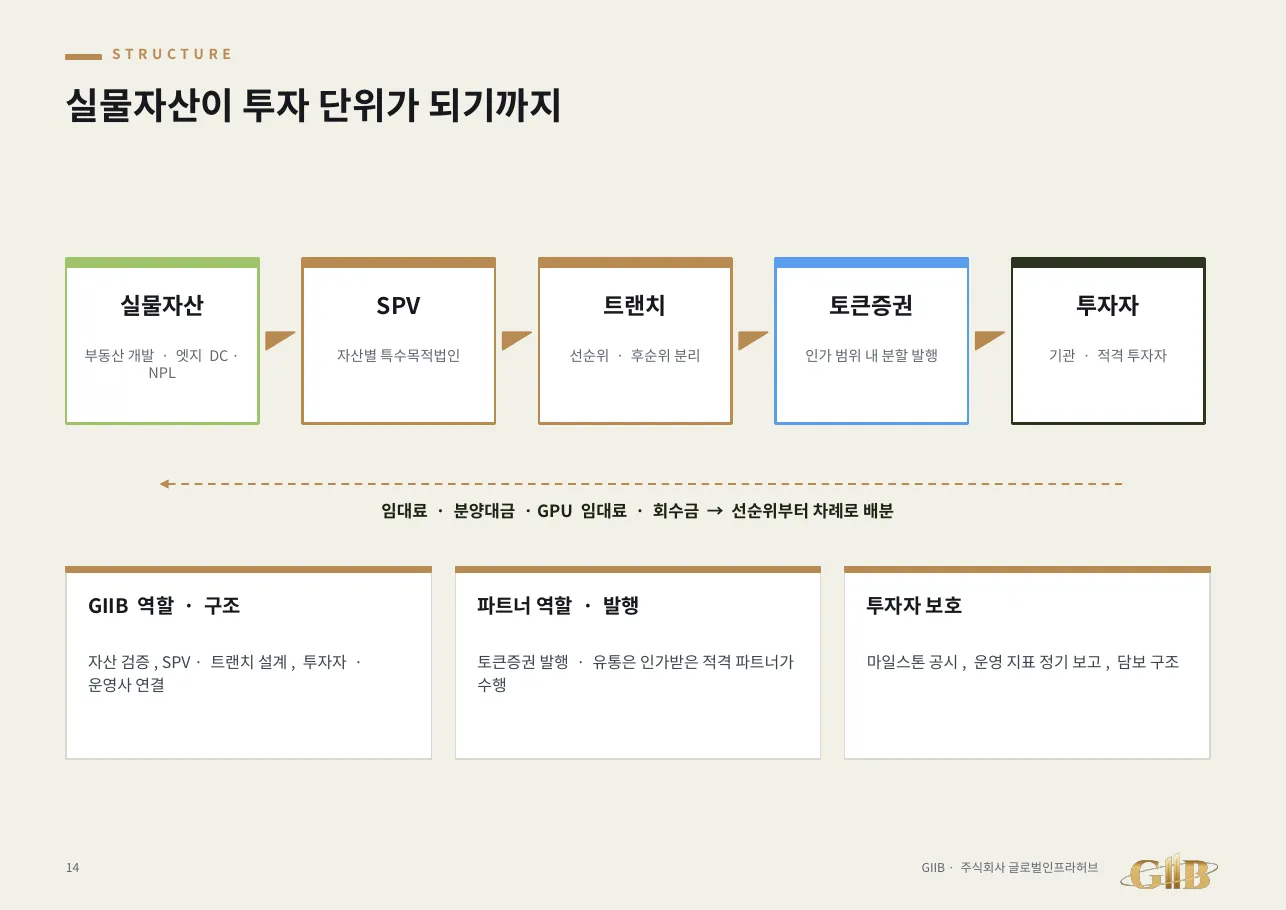 STRUCTURE
실물자산이 투자 단위가 되기까지
실물자산
부동산 개발 · 엣지 DC ·
NPL
SPV
자산별 특수목적법인
트랜치
선순위 · 후순위 분리
토큰증권
인가 범위 내 분할 발행
투자자
기관 · 적격 투자자
임대료 · 분양대금 · GPU 임대료 · 회수금 → 선순위부터 차례로 배분
GIIB 역할 · 구조
자산 검증 , SPV · 트랜치 설계 , 투자자 ·
운영사 연결
파트너 역할 · 발행
토큰증권 발행 · 유통은 인가받은 적격 파트너가
수행
투자자 보호
마일스톤 공시 , 운영 지표 정기 보고 , 담보 구조
14
GIIB · 주식회사 글로벌인프라허브
GIIB